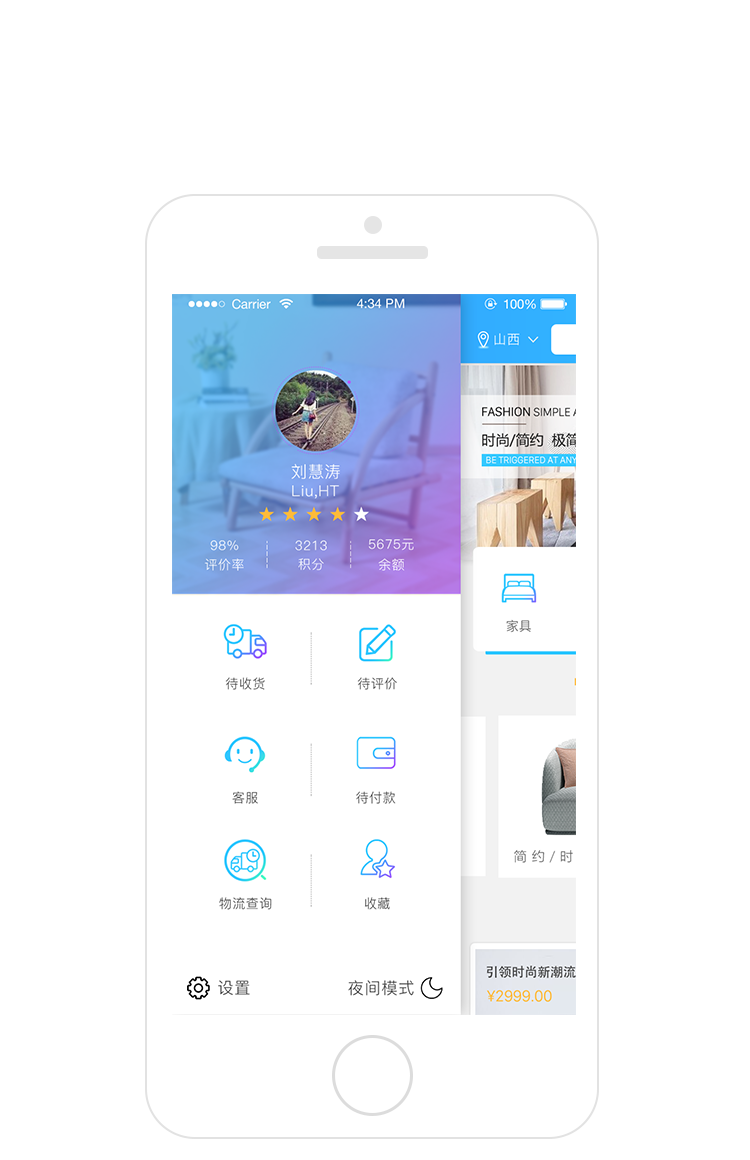 Carrier 4:34 PM 100%
山西
FASHION SIMPLE A
时尚/简约 极简
BE TRIGGERED AT ANY
刘慧涛
Liu,HT
98% 3213 5675元
评价率 积分 余额
家具
待收货 待评价
客服 待付款
简 约 / 时
物流查询 收藏
引领时尚新潮流
¥2999.00
设置 夜间模式